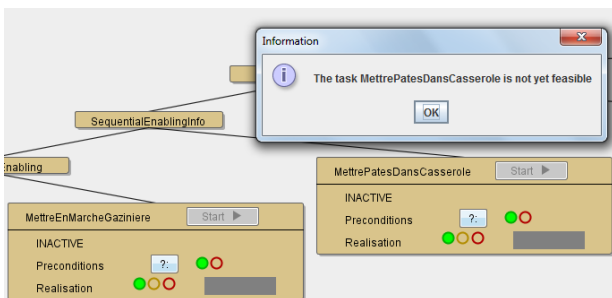 Information
x
i
The task MettrePatesDansCasserole is not yet feasible
OK
SequentialEnablingInfo
Enabling
MettrePatesDansCasserole Start
INACTIVE
Preconditions ?:
Realisation
MettreEnMarcheGaziniere Start
INACTIVE
Preconditions ?:
Realisation